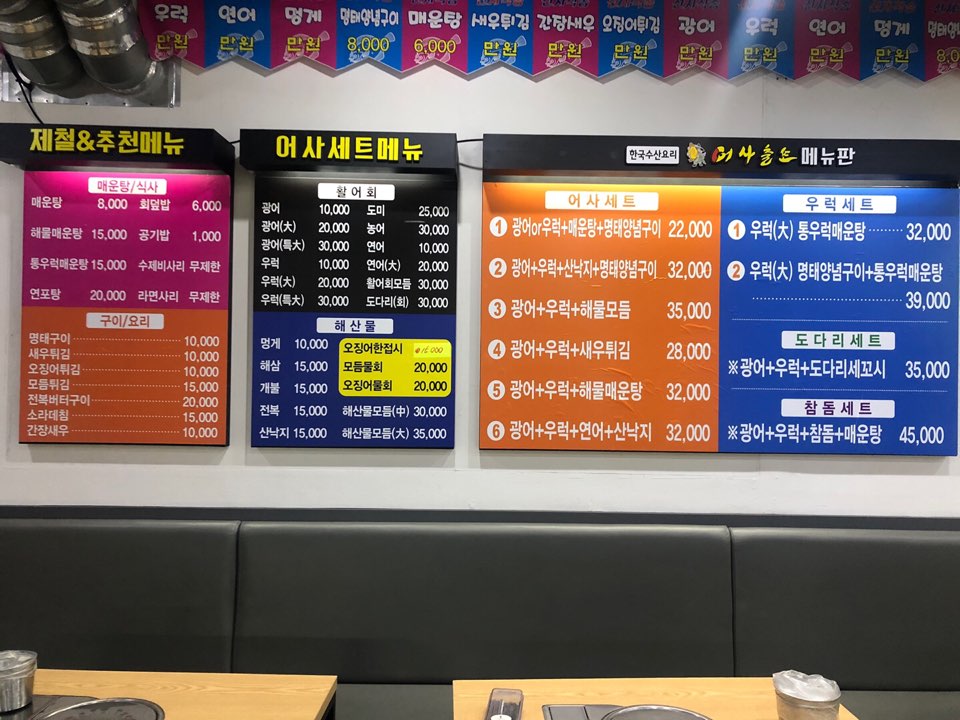 우럭 연어 멍게 명태양념구이 매운탕 새우튀김 간장새우 오징어튀김 광어 우럭 연어 멍게
만원 만원 만원 8,000 6,000 만원 만원 만원 만원 만원 만원 만원
제철&추천메뉴
매운탕/식사
매운탕 8,000 회덮밥 6,000
해물매운탕 15,000 공기밥 1,000
통우럭매운탕 15,000 수제비사리 무제한
연포탕 20,000 라면사리 무제한
구이/요리
명태구이 10,000
새우튀김 10,000
오징어튀김 10,000
모듬튀김 15,000
전복버터구이 20,000
소라데침 15,000
간장새우 10,000
어사세트메뉴
활어회
광어 10,000 도미 25,000
광어(大) 20,000 농어 30,000
광어(특大) 30,000 연어 10,000
우럭 10,000 연어(大) 20,000
우럭(大) 20,000 활어회모듬 30,000
우럭(특大) 30,000 도다리(회) 30,000
해산물
멍게 10,000 오징어한접시
해삼 15,000 모듬물회 20,000
개불 15,000 오징어물회 20,000
전복 15,000 해산물모듬(中) 30,000
산낙지 15,000 해산물모듬(大) 35,000
한국수산요리 어사출또 메뉴판
어사세트
1 광어or우럭+매운탕+명태양념구이 22,000
2 광어+우럭+산낙지+명태양념구이 32,000
3 광어+우럭+해물모듬 35,000
4 광어+우럭+새우튀김 28,000
5 광어+우럭+해물매운탕 32,000
6 광어+우럭+연어+산낙지 32,000
우럭세트
1 우럭(大) 통우럭매운탕 32,000
2 우럭(大) 명태양념구이+통우럭매운탕
39,000
도다리세트
※광어+우럭+도다리세꼬시 35,000
참돔세트
※광어+우럭+참돔+매운탕 45,000